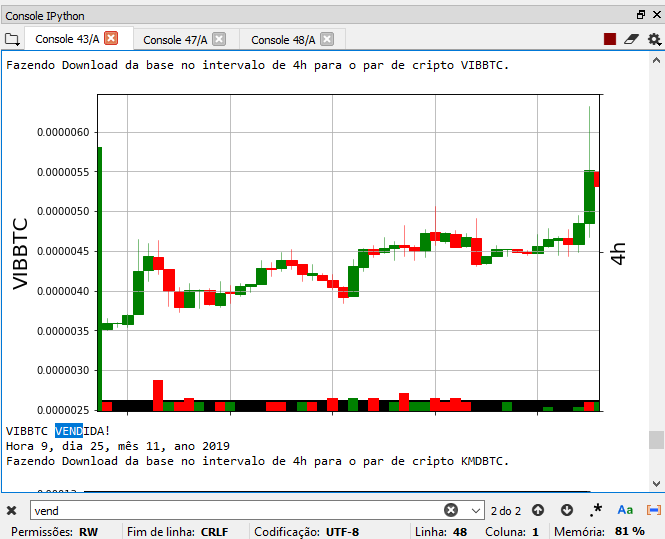 Console IPython
Console 43/A
Console 47/A
Console 48/A
Fazendo Download da base no intervalo de 4h para o par de cripto VIBBTC.
0.0000060
0.0000055
0.0000050
0.0000045
0.0000040
0.0000035
0.0000030
0.0000025
VIBBTC
4h
VIBBTC VENDIDA!
Hora 9, dia 25, mês 11, ano 2019
Fazendo Download da base no intervalo de 4h para o par de cripto KMDBTC.
vend
2 do 2
.*
Aa
Permissões: RW
Fim de linha: CRLF
Codificação: UTF-8
Linha: 48
Coluna: 1
Memória: 81 %